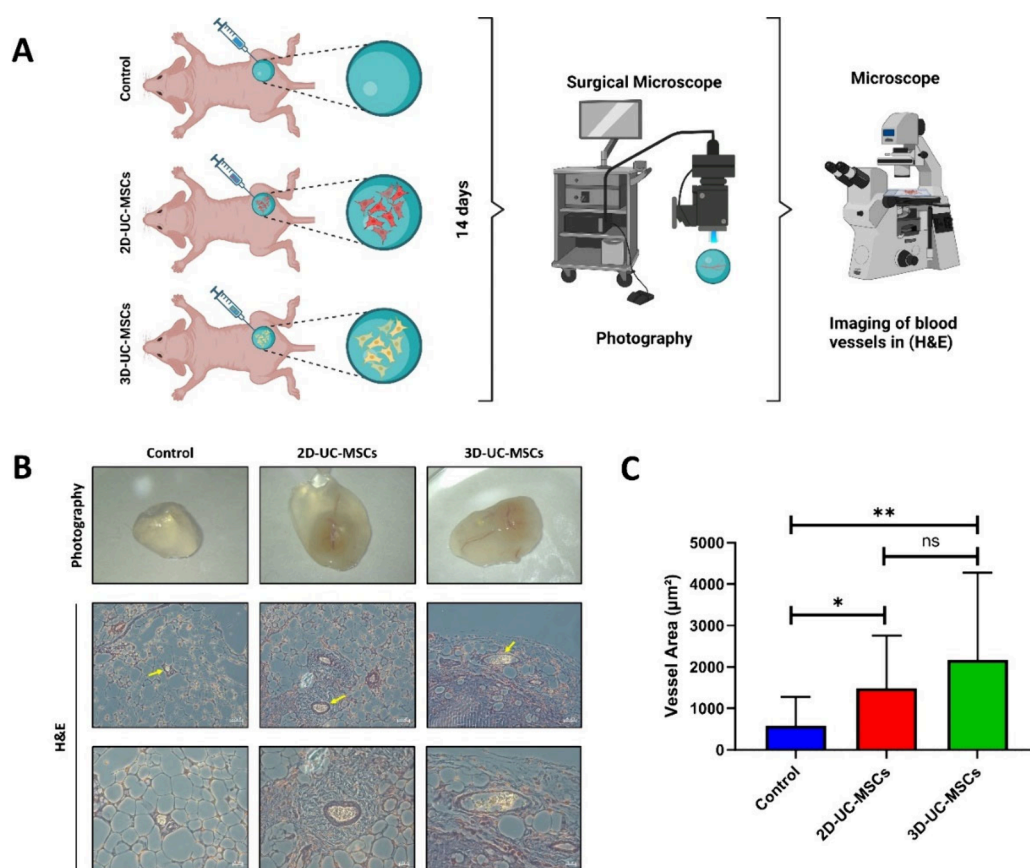 A
Control
2D-UC-MSCs
3D-UC-MSCs
14 days
Surgical Microscope
Photography
Microscope
Imaging of blood
vessels in (H&E)
B
Control
2D-UC-MSCs
3D-UC-MSCs
Photography
H&E
C
**
ns
*
Vessel Area (µm²)
5000
4000
3000
2000
1000
0
Control
2D-UC-MSCs
3D-UC-MSCs